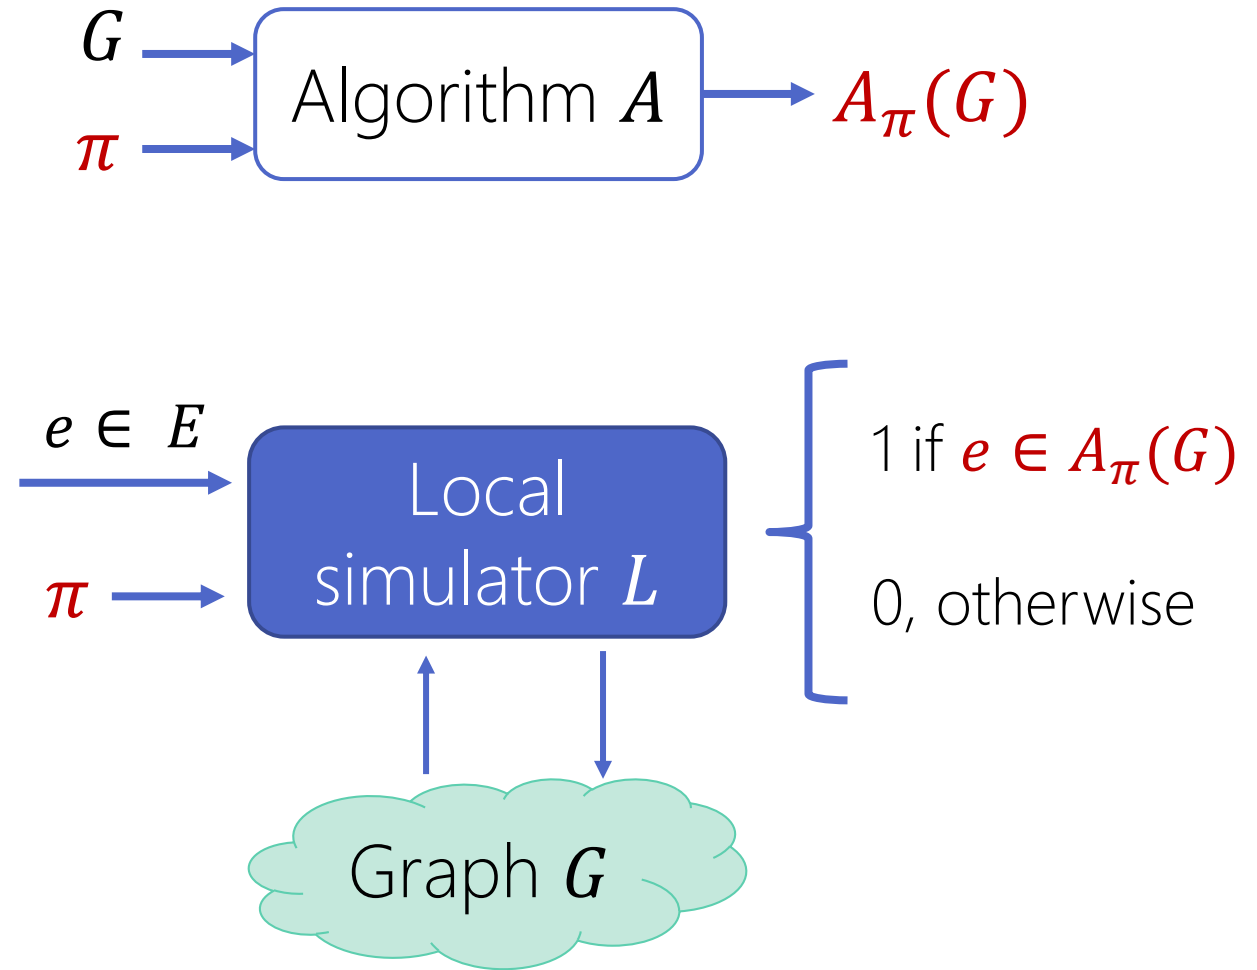 G
π
Algorithm A
A_π(G)
e ∈ E
π
Local
simulator L
1 if e ∈ A_π(G)
0, otherwise
Graph G